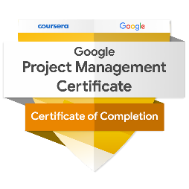 coursera Google
Google
Project Management
Certificate
Certificate of Completion